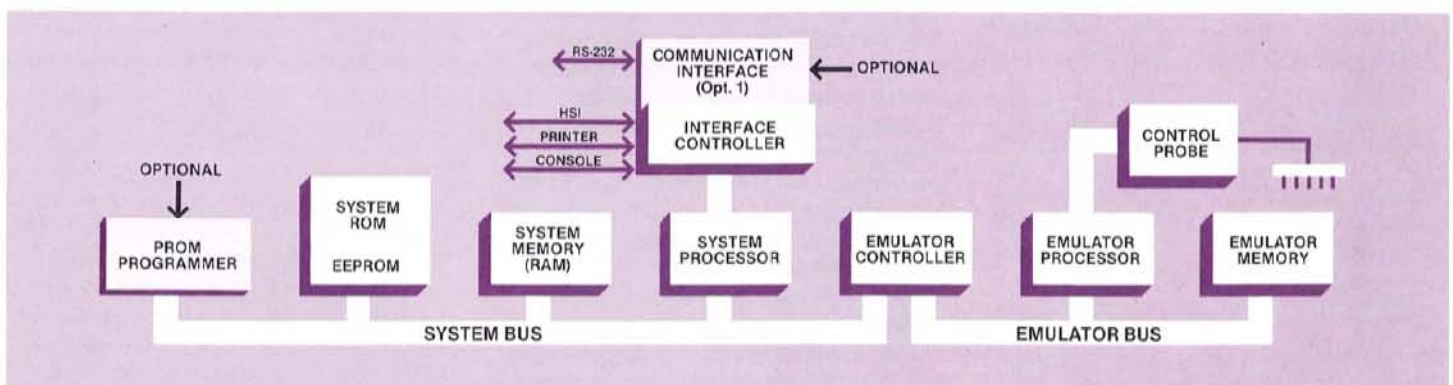 RS-232
COMMUNICATION
INTERFACE
(Opt. 1)
OPTIONAL
HSI
PRINTER
CONSOLE
INTERFACE
CONTROLLER
CONTROL
PROBE
OPTIONAL
PROM
PROGRAMMER
SYSTEM
ROM
EEPROM
SYSTEM
MEMORY
(RAM)
SYSTEM
PROCESSOR
EMULATOR
CONTROLLER
EMULATOR
PROCESSOR
EMULATOR
MEMORY
SYSTEM BUS
EMULATOR BUS